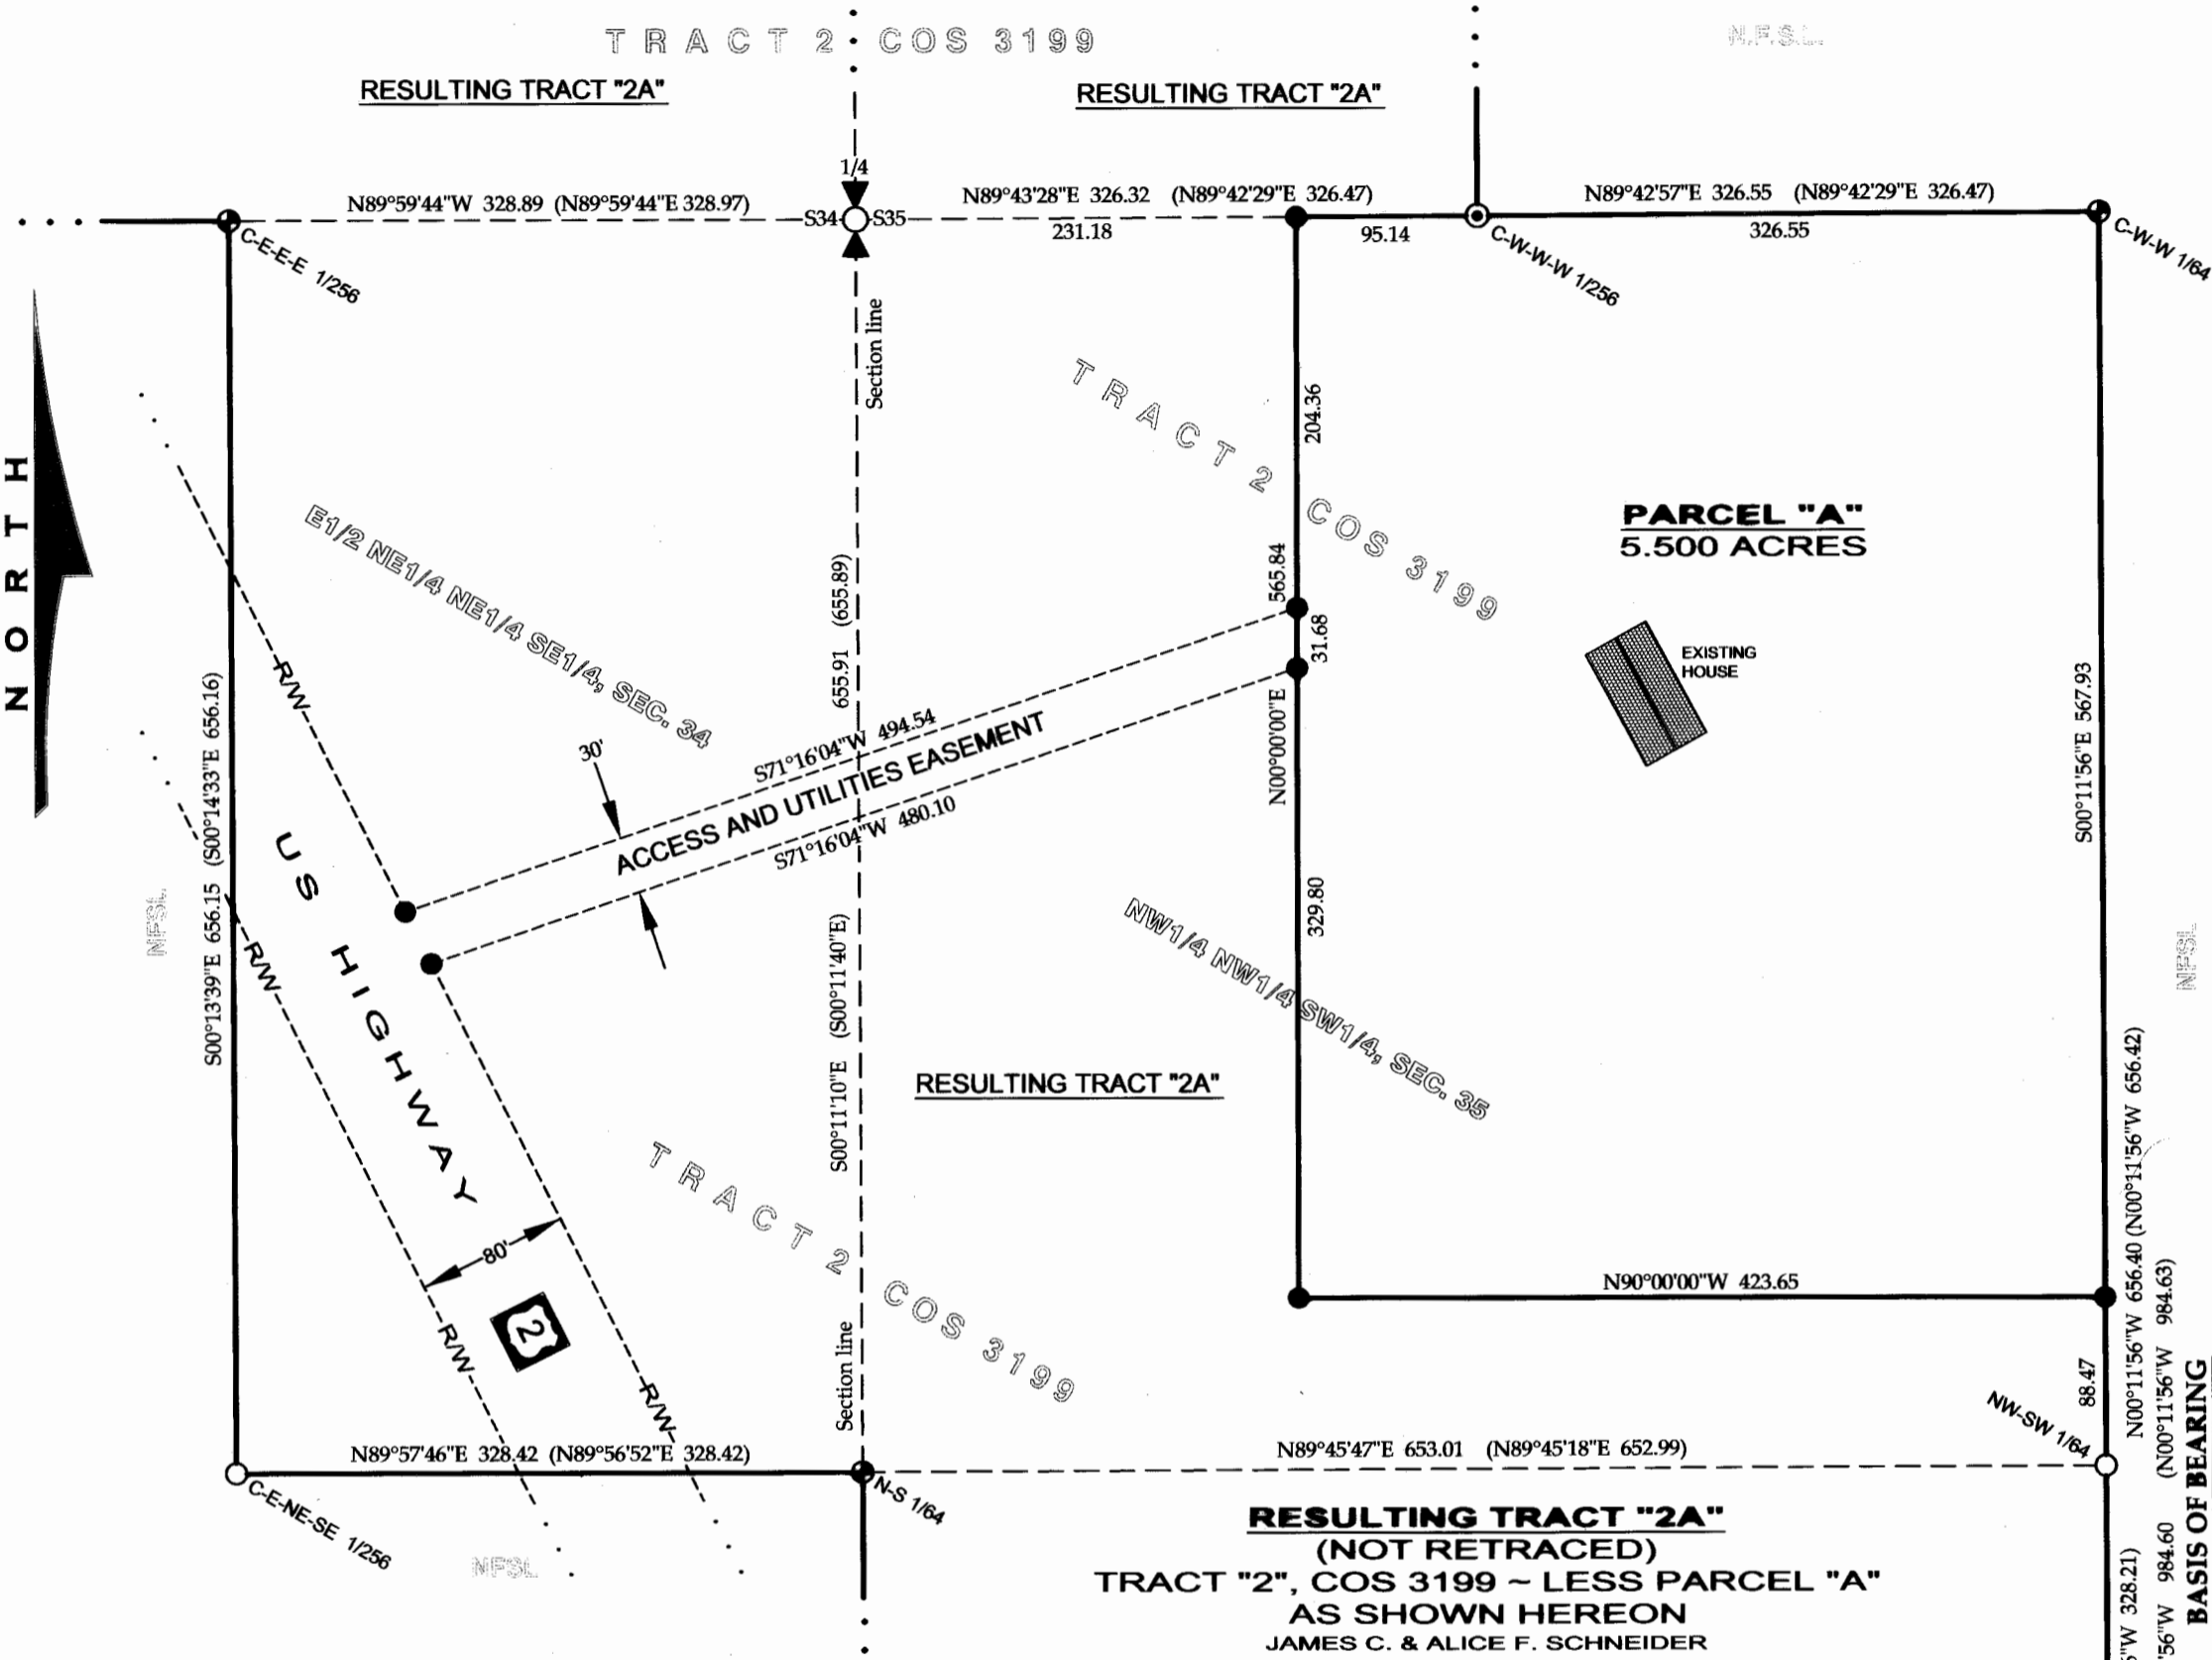 TRACT 2 COS 3199
N.F.S.L.
RESULTING TRACT "2A"
RESULTING TRACT "2A"
1/4
N89°59'44"W 328.89 (N89°59'44"E 328.97)
S34
S35
N89°43'28"E 326.32 (N89°42'29"E 326.47)
N89°42'57"E 326.55 (N89°42'29"E 326.47)
231.18
95.14
326.55
C-E-E-E 1/256
C-W-W-W 1/256
C-W-W 1/64
Section line
NORTH
TRACT 2 COS 3199
204.36
PARCEL "A"
5.500 ACRES
E1/2 NE1/4 NE1/4 SE1/4, SEC. 34
655.91 (655.89)
565.84
31.68
EXISTING
HOUSE
R/W
S00°13'39"E 656.15 (S00°14'33"E 656.16)
30'
S71°16'04"W 494.54
ACCESS AND UTILITIES EASEMENT
S71°16'04"W 480.10
N00°00'00"E
S00°11'56"E 567.93
US HIGHWAY
NFSL
R/W
329.80
NW1/4 NW1/4 SW1/4, SEC. 35
NFSL
S00°11'10"E (S00°11'40"E)
RESULTING TRACT "2A"
TRACT 2 COS 3199
80'
2
R/W
R/W
N90°00'00"W 423.65
N00°11'56"W 656.40 (N00°11'56"W 656.42)
Section line
88.47
NW-SW 1/64
N89°57'46"E 328.42 (N89°56'52"E 328.42)
N89°45'47"E 653.01 (N89°45'18"E 652.99)
C-E-NE-SE 1/256
N-S 1/64
NFSL
RESULTING TRACT "2A"
(NOT RETRACED)
TRACT "2", COS 3199 ~ LESS PARCEL "A"
AS SHOWN HEREON
JAMES C. & ALICE F. SCHNEIDER
"W 328.21)
'56"W 984.60 (N00°11'56"W 984.63)
BASIS OF BEARING